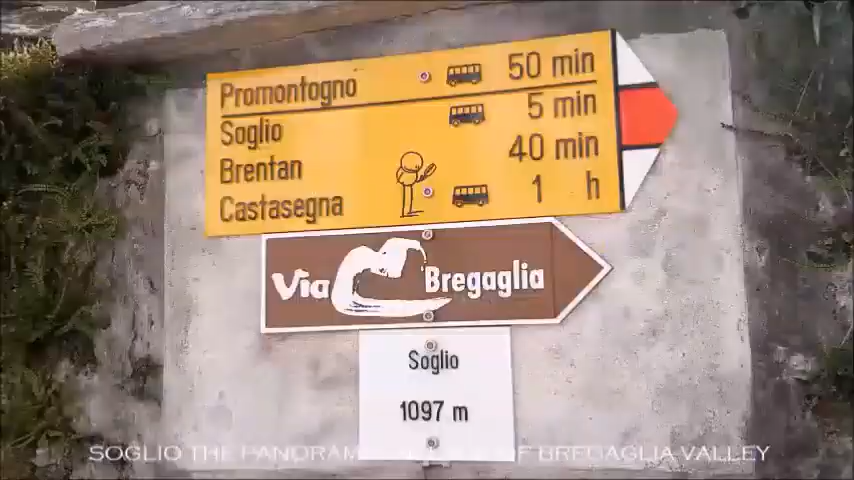 Promontogno 50 min
Soglio 5 min
Brentan 40 min
Castasegna 1 h
Via Bregaglia
Soglio
1097 m
SOGLIO THE PANORAM OF BREGAGLIA VALLEY